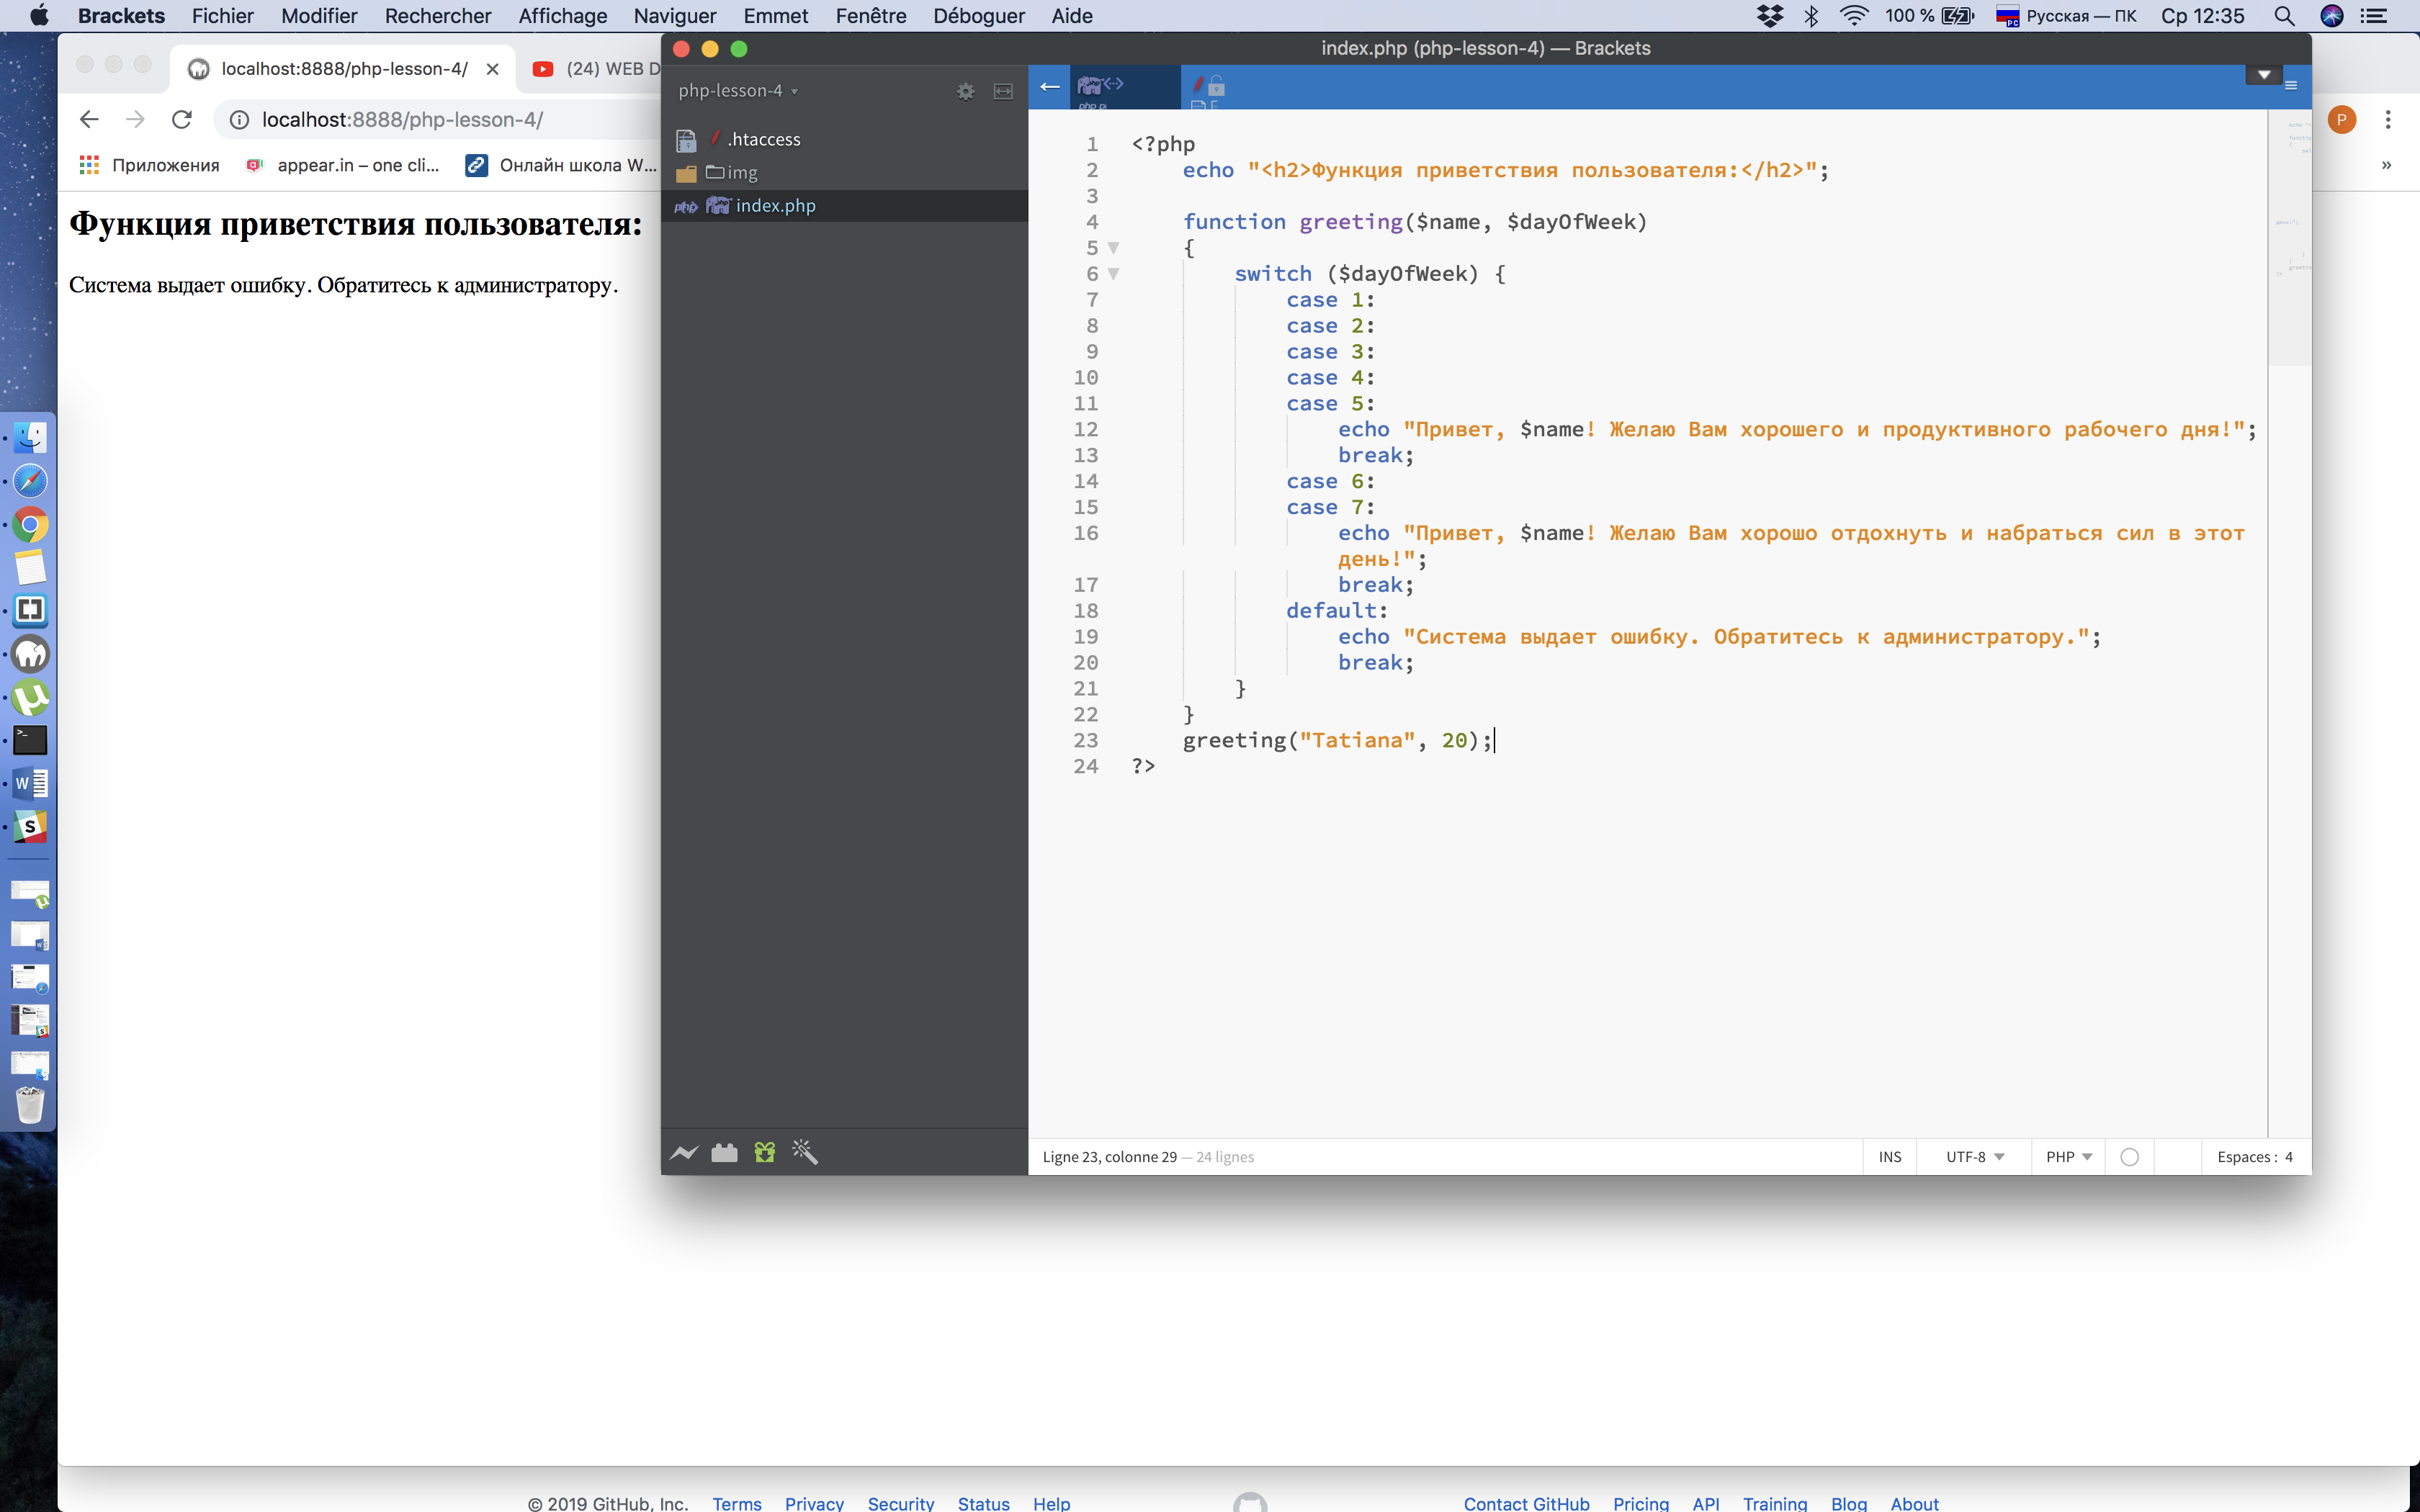 Brackets Fichier Modifier Rechercher Affichage Naviguer Emmet Fenêtre Déboguer Aide 100 % Русская — ПК Ср 12:35
localhost:8888/php-lesson-4/ (24) WEB D
localhost:8888/php-lesson-4/
Приложения appear.in – one cli... Онлайн школа W...
Функция приветствия пользователя:
Система выдает ошибку. Обратитесь к администратору.
index.php (php-lesson-4) — Brackets
php-lesson-4
.htaccess
img
php index.php
P
1 <?php
2 echo "<h2>Функция приветствия пользователя:</h2>";
3
4 function greeting($name, $dayOfWeek)
5 {
6 switch ($dayOfWeek) {
7 case 1:
8 case 2:
9 case 3:
10 case 4:
11 case 5:
12 echo "Привет, $name! Желаю Вам хорошего и продуктивного рабочего дня!";
13 break;
14 case 6:
15 case 7:
16 echo "Привет, $name! Желаю Вам хорошо отдохнуть и набраться сил в этот
день!";
17 break;
18 default:
19 echo "Система выдает ошибку. Обратитесь к администратору.";
20 break;
21 }
22 }
23 greeting("Tatiana", 20);
24 ?>
Ligne 23, colonne 29 — 24 lignes INS UTF-8 PHP Espaces : 4
© 2019 GitHub, Inc. Terms Privacy Security Status Help Contact GitHub Pricing API Training Blog About